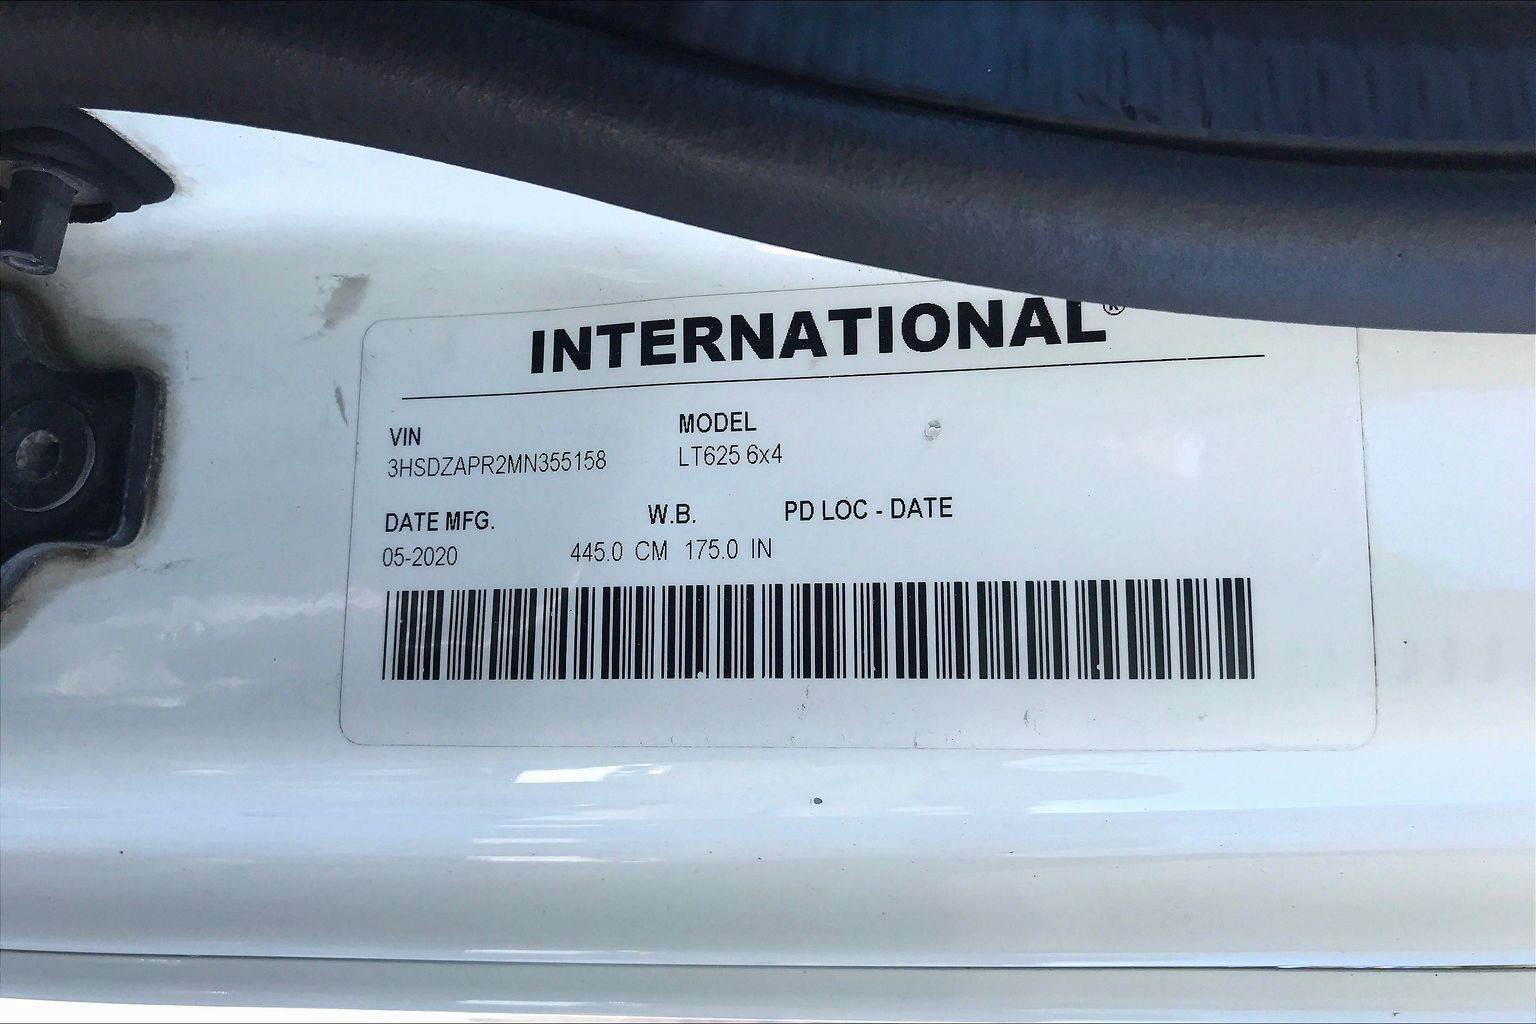 INTERNATIONAL®
VIN MODEL
3HSDZAPR2MN355158 LT625 6x4
DATE MFG. W.B. PD LOC - DATE
05-2020 445.0 CM 175.0 IN